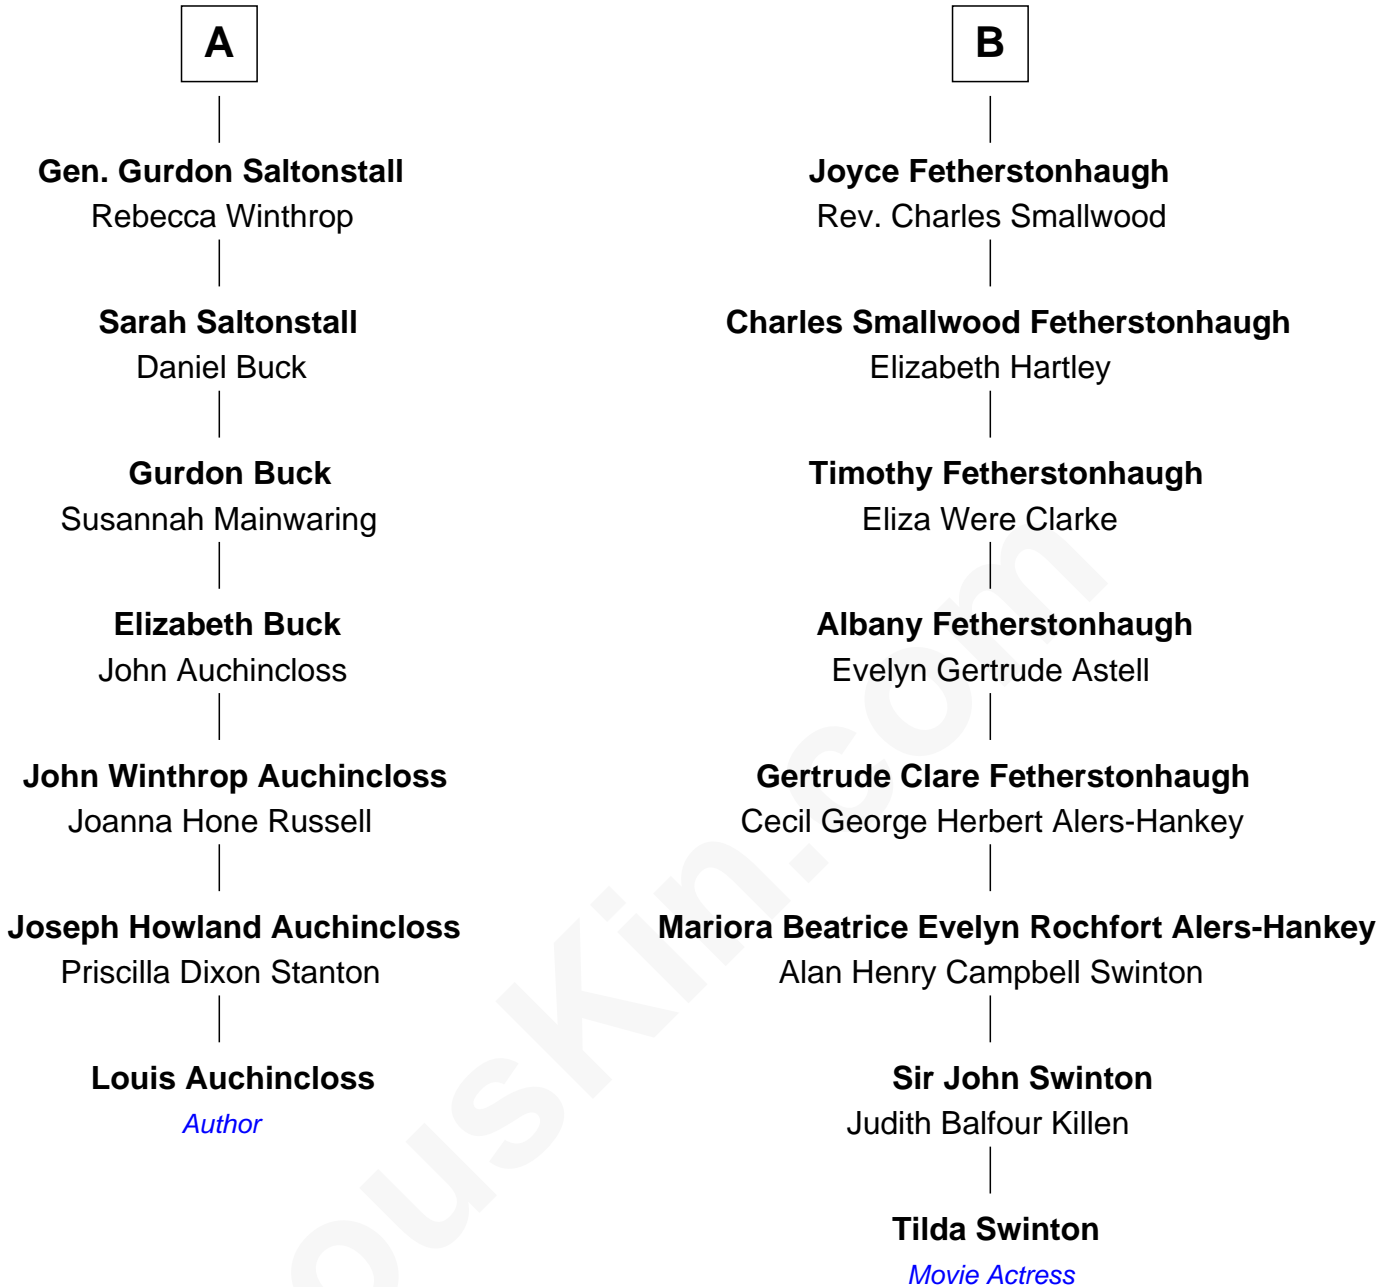 A
Gen. Gurdon Saltonstall
Rebecca Winthrop
Sarah Saltonstall
Daniel Buck
Gurdon Buck
Susannah Mainwaring
Elizabeth Buck
John Auchincloss
John Winthrop Auchincloss
Joanna Hone Russell
Joseph Howland Auchincloss
Priscilla Dixon Stanton
Louis Auchincloss
Author
B
Joyce Fetherstonhaugh
Rev. Charles Smallwood
Charles Smallwood Fetherstonhaugh
Elizabeth Hartley
Timothy Fetherstonhaugh
Eliza Were Clarke
Albany Fetherstonhaugh
Evelyn Gertrude Astell
Gertrude Clare Fetherstonhaugh
Cecil George Herbert Alers-Hankey
Mariora Beatrice Evelyn Rochfort Alers-Hankey
Alan Henry Campbell Swinton
Sir John Swinton
Judith Balfour Killen
Tilda Swinton
Movie Actress
ousKin.com